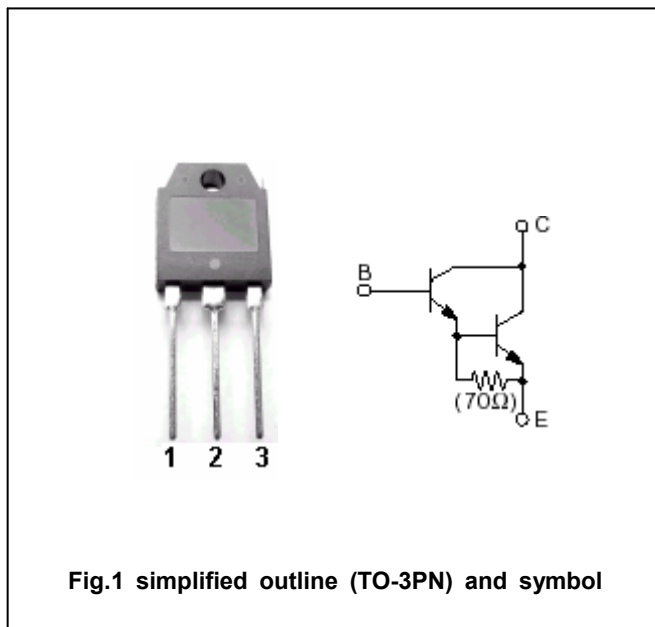 C
B
(70Ω)
E
1 2 3
Fig.1 simplified outline (TO-3PN) and symbol